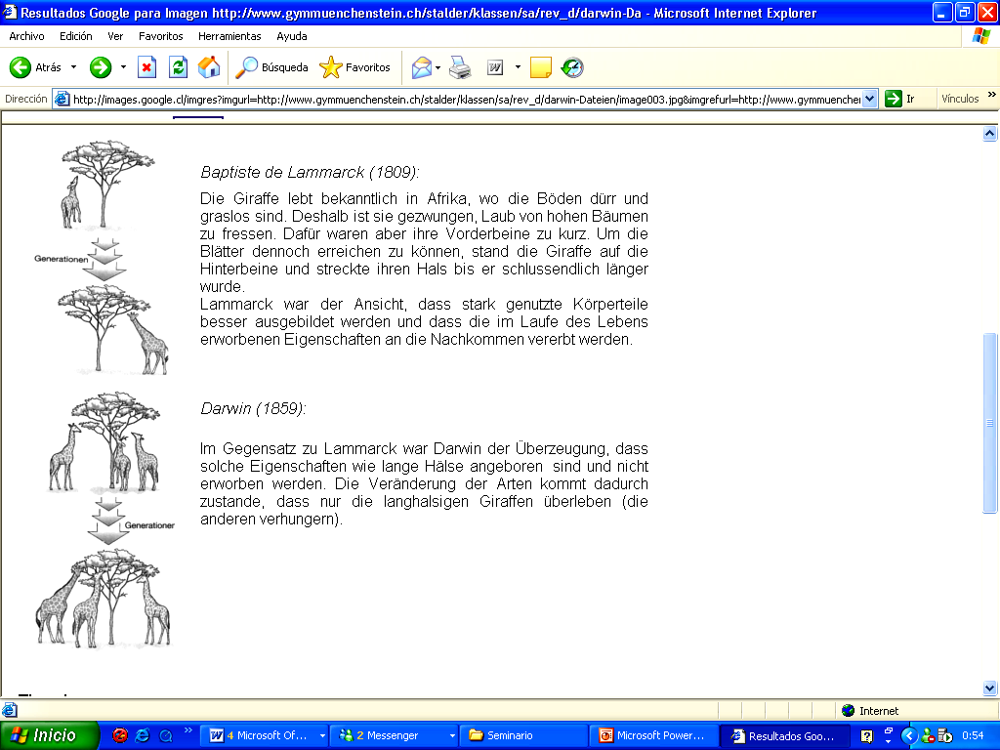 Resultados Google para Imagen http://www.gymmuenchenstein.ch/stalder/klassen/sa/rev_d/darwin-Da - Microsoft Internet Explorer
Archivo Edición Ver Favoritos Herramientas Ayuda
Atrás Búsqueda Favoritos
Dirección http://images.google.cl/imgres?imgurl=http://www.gymmuenchenstein.ch/stalder/klassen/sa/rev_d/darwin-Dateien/image003.jpg&imgrefurl=http://www.gymmuenchei Ir Vínculos »
Baptiste de Lammarck (1809):
Die Giraffe lebt bekanntlich in Afrika, wo die Böden dürr und
graslos sind. Deshalb ist sie gezwungen, Laub von hohen Bäumen
zu fressen. Dafür waren aber ihre Vorderbeine zu kurz. Um die
Blätter dennoch erreichen zu können, stand die Giraffe auf die
Hinterbeine und streckte ihren Hals bis er schlussendlich länger
wurde.
Lammarck war der Ansicht, dass stark genutzte Körperteile
besser ausgebildet werden und dass die im Laufe des Lebens
erworbenen Eigenschaften an die Nachkommen vererbt werden.
Generationen
Darwin (1859):
Im Gegensatz zu Lammarck war Darwin der Überzeugung, dass
solche Eigenschaften wie lange Hälse angeboren sind und nicht
erworben werden. Die Veränderung der Arten kommt dadurch
zustande, dass nur die langhalsigen Giraffen überleben (die
anderen verhungern).
Generationer
Internet
Inicio » 4 Microsoft Of... 2 Messenger Seminario Microsoft Power... Resultados Goo... 0:54